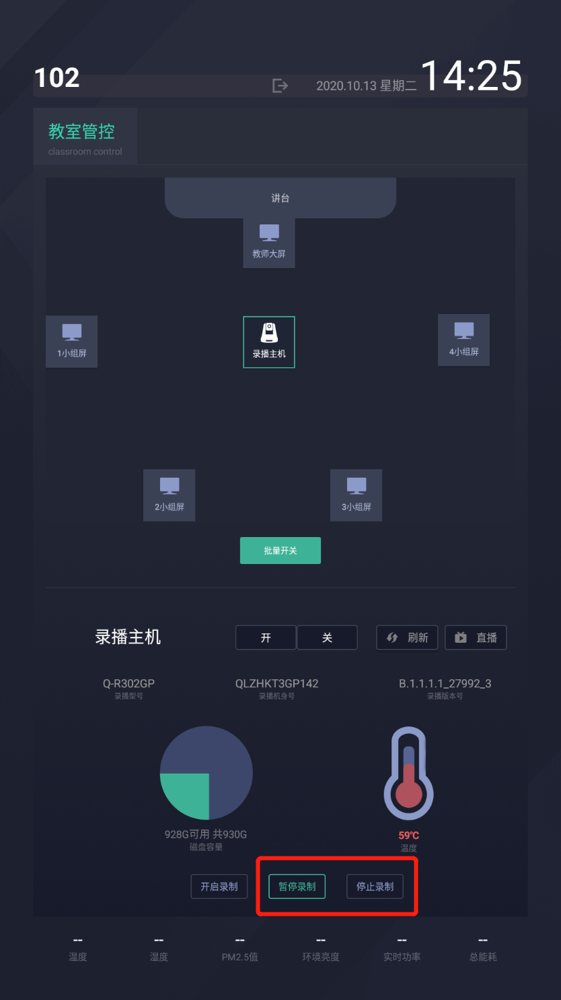 102
2020.10.13 星期二 14:25
教室管控
classroom control
讲台
教师大屏
1小组屏
录播主机
4小组屏
2小组屏
3小组屏
批量开关
录播主机
开
关
刷新
直播
Q-R302GP
录播型号
QLZHKT3GP142
录播机身号
B.1.1.1.1_27992_3
录播版本号
928G可用 共930G
磁盘容量
59℃
温度
开启录制
暂停录制
停止录制
--
温度
--
湿度
--
PM2.5值
--
环境亮度
--
实时功率
--
总能耗